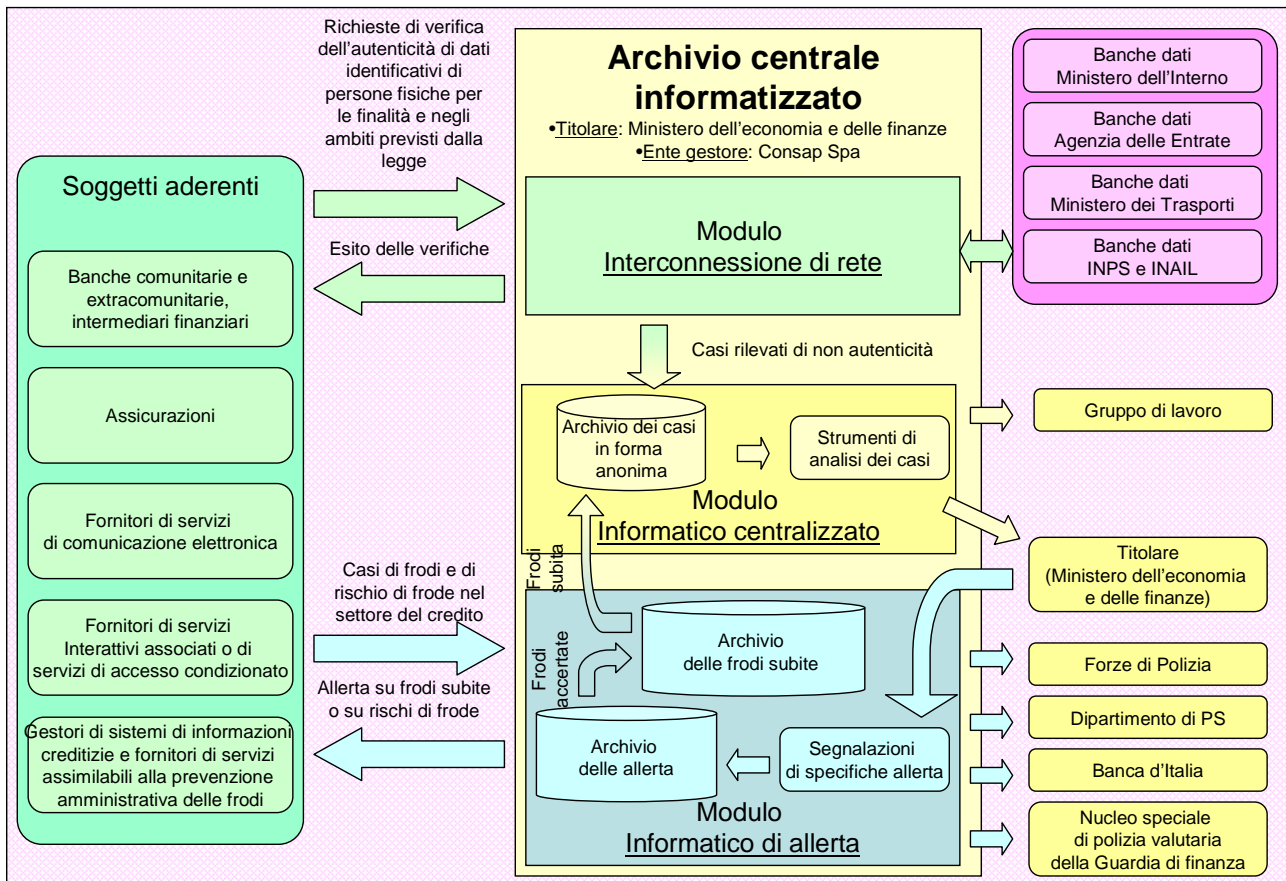 Richieste di verifica
dell'autenticità di dati
identificativi di
persone fisiche per
le finalità e negli
ambiti previsti dalla
legge
Soggetti aderenti
Esito delle verifiche
Banche comunitarie e
extracomunitarie,
intermediari finanziari
Assicurazioni
Fornitori di servizi
di comunicazione elettronica
Casi di frodi e di
rischio di frode nel
settore del credito
Fornitori di servizi
Interattivi associati o di
servizi di accesso condizionato
Allerta su frodi subite
o su rischi di frode
Gestori di sistemi di informazioni
creditizie e fornitori di servizi
assimilabili alla prevenzione
amministrativa delle frodi
Archivio centrale
informatizzato
•Titolare: Ministero dell'economia e delle finanze
•Ente gestore: Consap Spa
Modulo
Interconnessione di rete
Casi rilevati di non autenticità
Archivio dei casi
in forma
anonima
Strumenti di
analisi dei casi
Modulo
Informatico centralizzato
Frodi
subita
Archivio
delle frodi subite
Frodi
accertate
Archivio
delle allerta
Segnalazioni
di specifiche allerta
Modulo
Informatico di allerta
Banche dati
Ministero dell'Interno
Banche dati
Agenzia delle Entrate
Banche dati
Ministero dei Trasporti
Banche dati
INPS e INAIL
Gruppo di lavoro
Titolare
(Ministero dell'economia
e delle finanze)
Forze di Polizia
Dipartimento di PS
Banca d'Italia
Nucleo speciale
di polizia valutaria
della Guardia di finanza